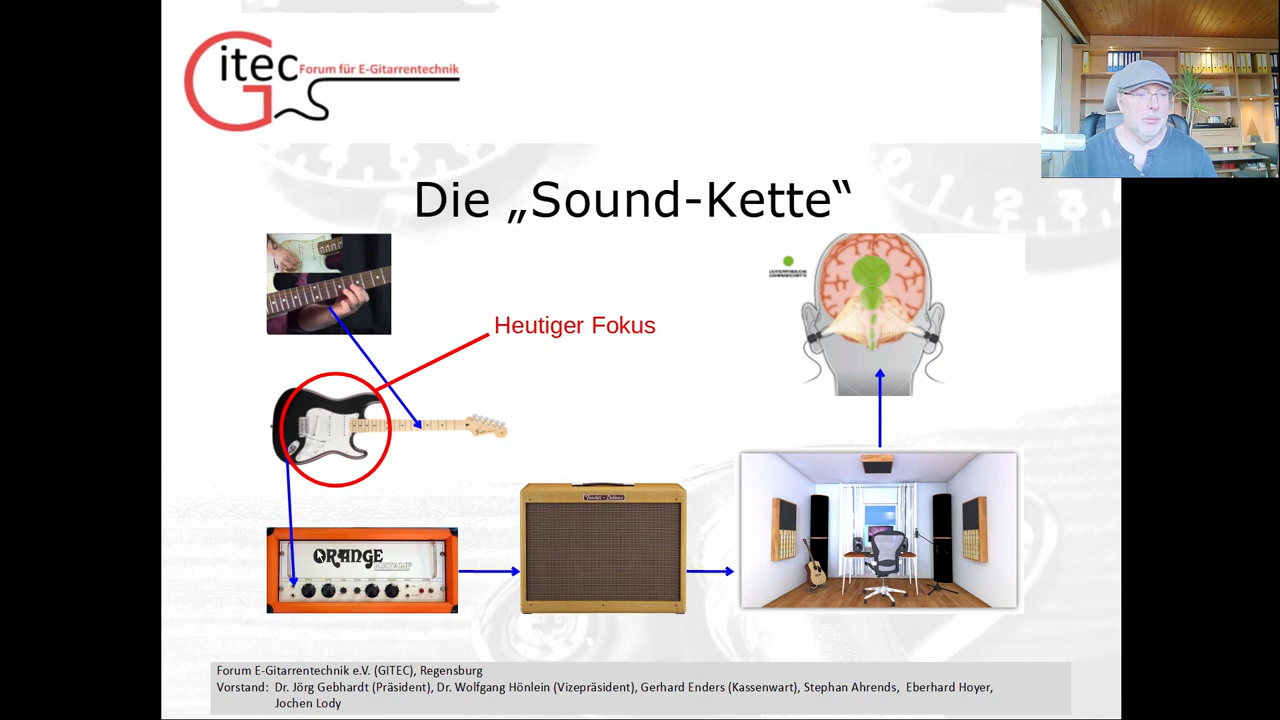 Gitec Forum für E-Gitarrentechnik
Die „Sound-Kette“
Heutiger Fokus
ORANGE
Forum E-Gitarrentechnik e.V. (GITEC), Regensburg
Vorstand: Dr. Jörg Gebhardt (Präsident), Dr. Wolfgang Hönlein (Vizepräsident), Gerhard Enders (Kassenwart), Stephan Ahrends, Eberhard Hoyer,
Jochen Lody